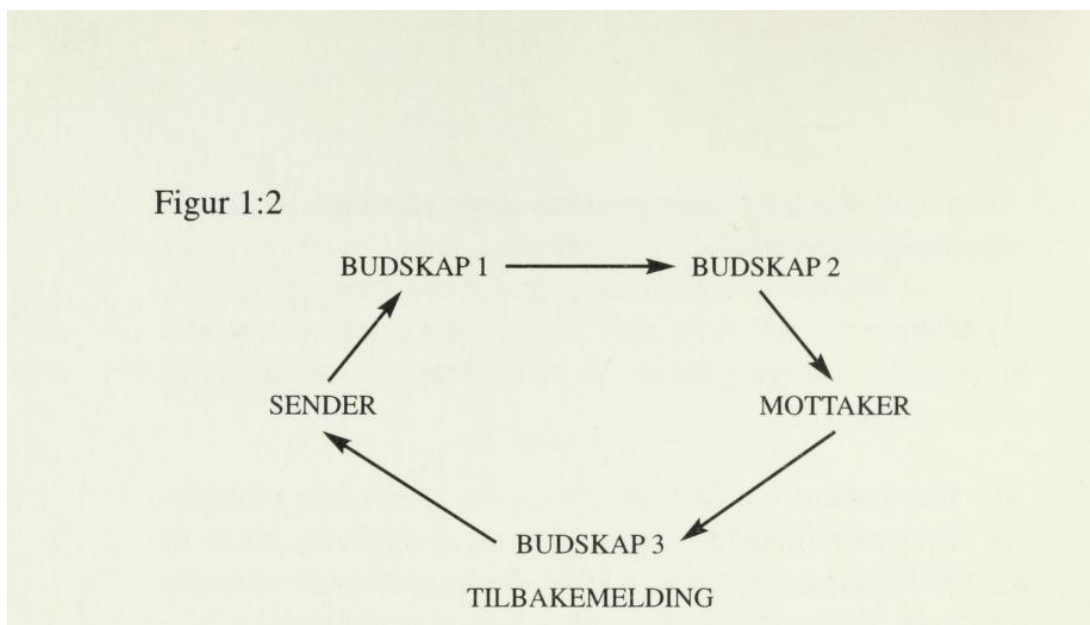 Figur 1:2
BUDSKAP 1 BUDSKAP 2
SENDER MOTTAKER
BUDSKAP 3
TILBAKEMELDING